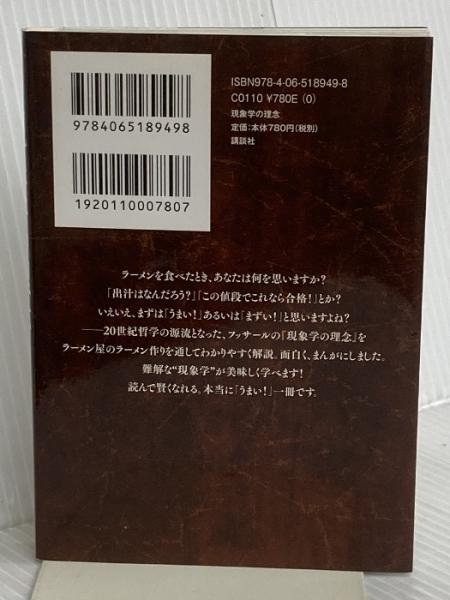 ISBN978-4-06-518949-8
C0110 ¥780E (0)
現象学の理念
定価:本体780円(税別)
講談社
9784065189498
1920110007807
ラーメンを食べたとき、あなたは何を思いますか?
「出汁はなんだろう?」「この値段でこれなら合格!」とか?
いえいえ、まずは「うまい!」あるいは「まずい!」と思いますよね?
——20世紀哲学の源流となった、フッサールの『現象学の理念』を
ラーメン屋のラーメン作りを通してわかりやすく解説。面白く、まんがにしました。
難解な“現象学”が美味しく学べます!
読んで賢くなれる。本当に「うまい!」一冊です。